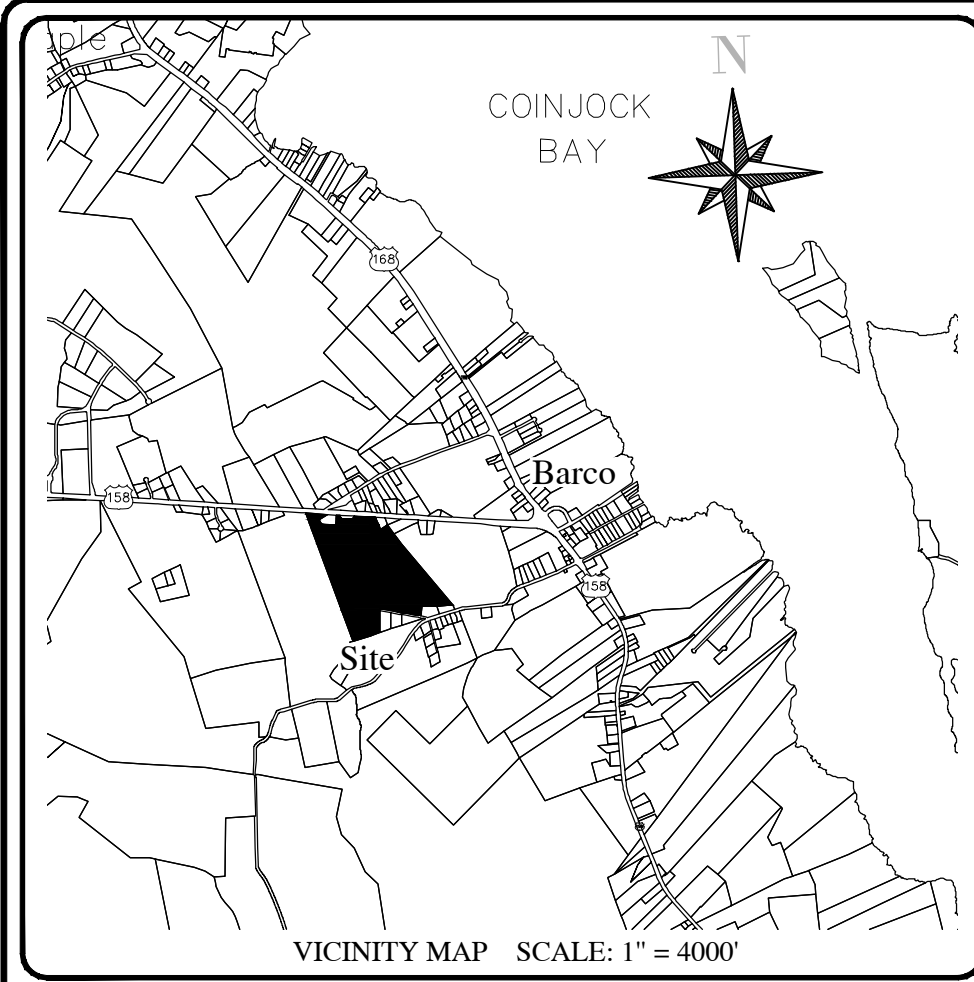 N
COINJOCK
BAY
168
Barco
158
158
Site
VICINITY MAP SCALE: 1" = 4000'